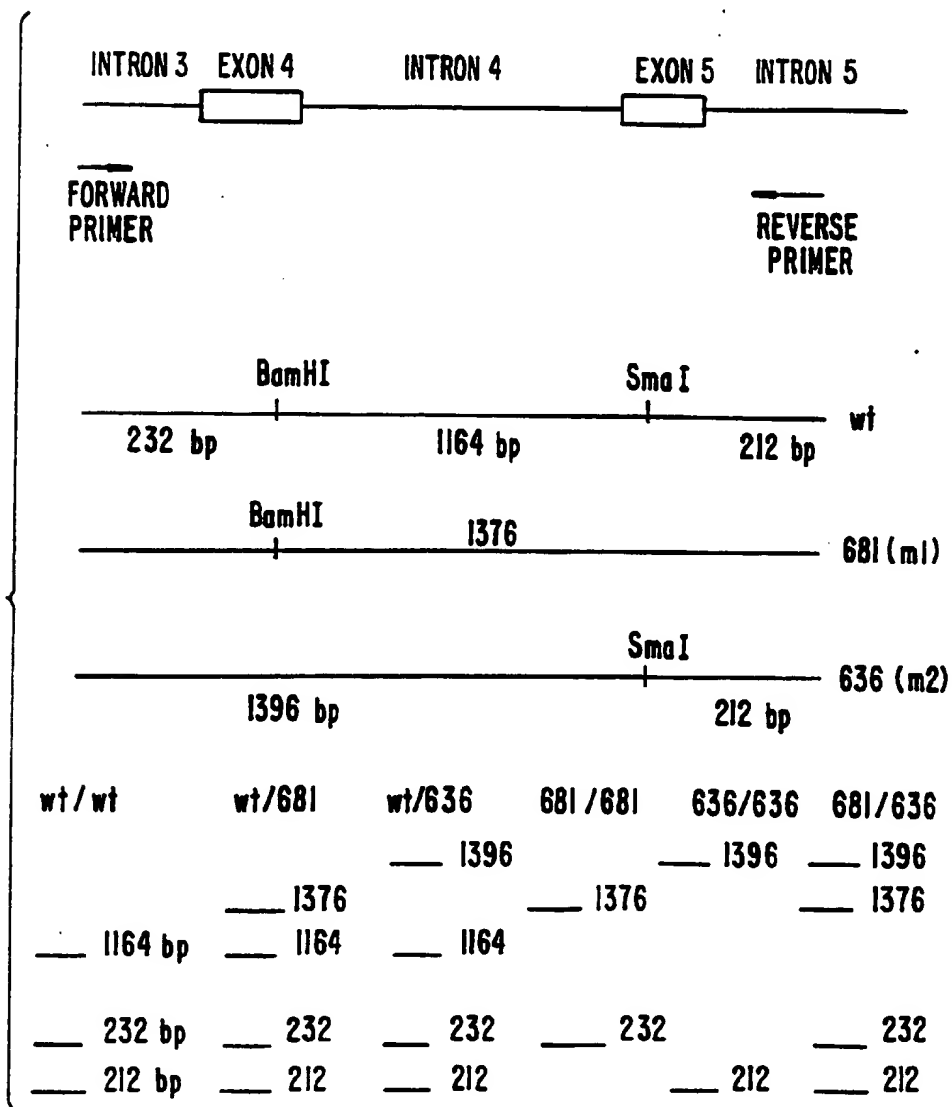 INTRON 3 EXON 4 INTRON 4 EXON 5 INTRON 5
FORWARD
PRIMER
REVERSE
PRIMER
BamHI SmaI
wt
232 bp 1164 bp 212 bp
BamHI
1376
681 (m1)
SmaI
636 (m2)
1396 bp 212 bp
wt/wt wt/681 wt/636 681/681 636/636 681/636
1396 1396 1396
1376 1376 1376
1164 bp 1164 1164
232 bp 232 232 232 232
212 bp 212 212 212 212